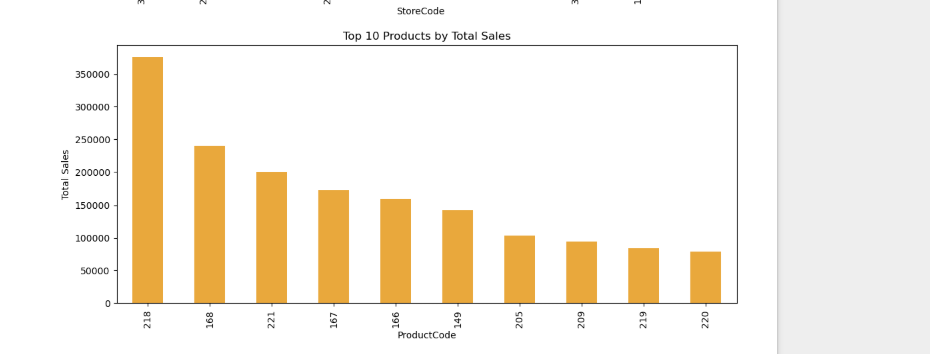 StoreCode
Top 10 Products by Total Sales
Total Sales
350000
300000
250000
200000
150000
100000
50000
0
218 168 221 167 166 149 205 209 219 220
ProductCode